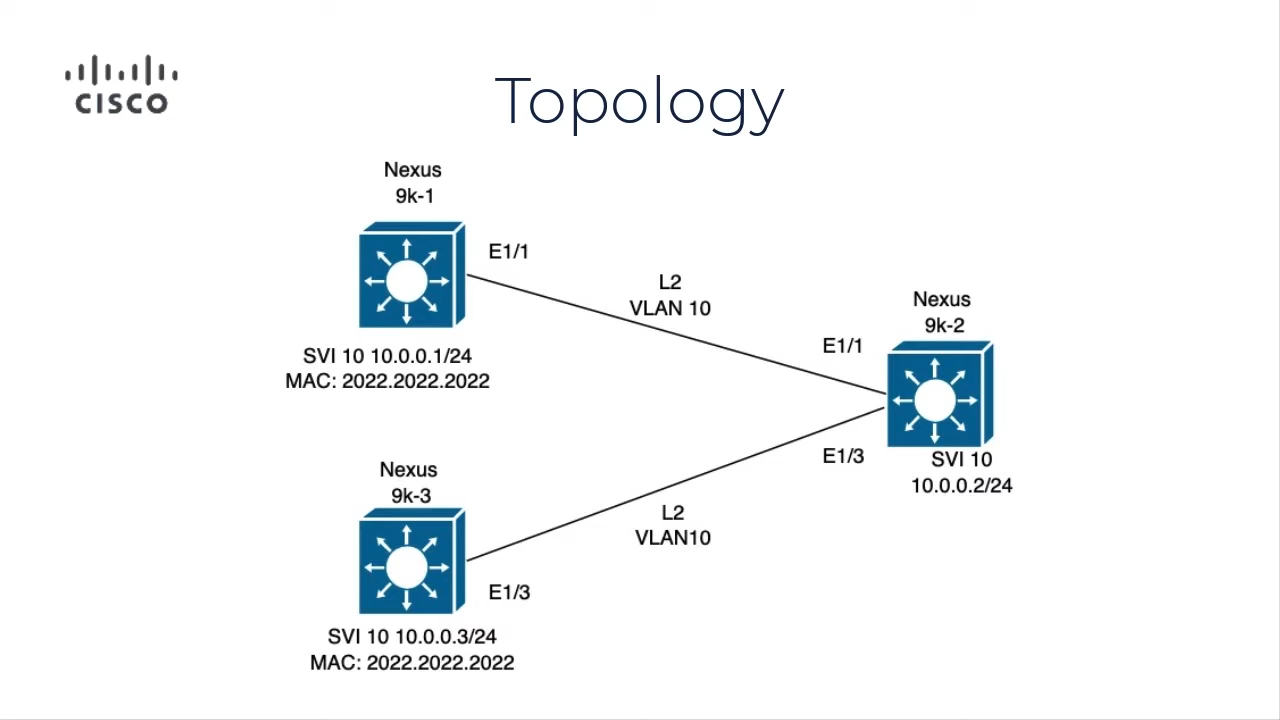 CISCO
Topology
Nexus
9k-1
E1/1
L2
VLAN 10
SVI 10 10.0.0.1/24
MAC: 2022.2022.2022
Nexus
9k-2
E1/1
E1/3
SVI 10
10.0.0.2/24
Nexus
9k-3
L2
VLAN10
E1/3
SVI 10 10.0.0.3/24
MAC: 2022.2022.2022